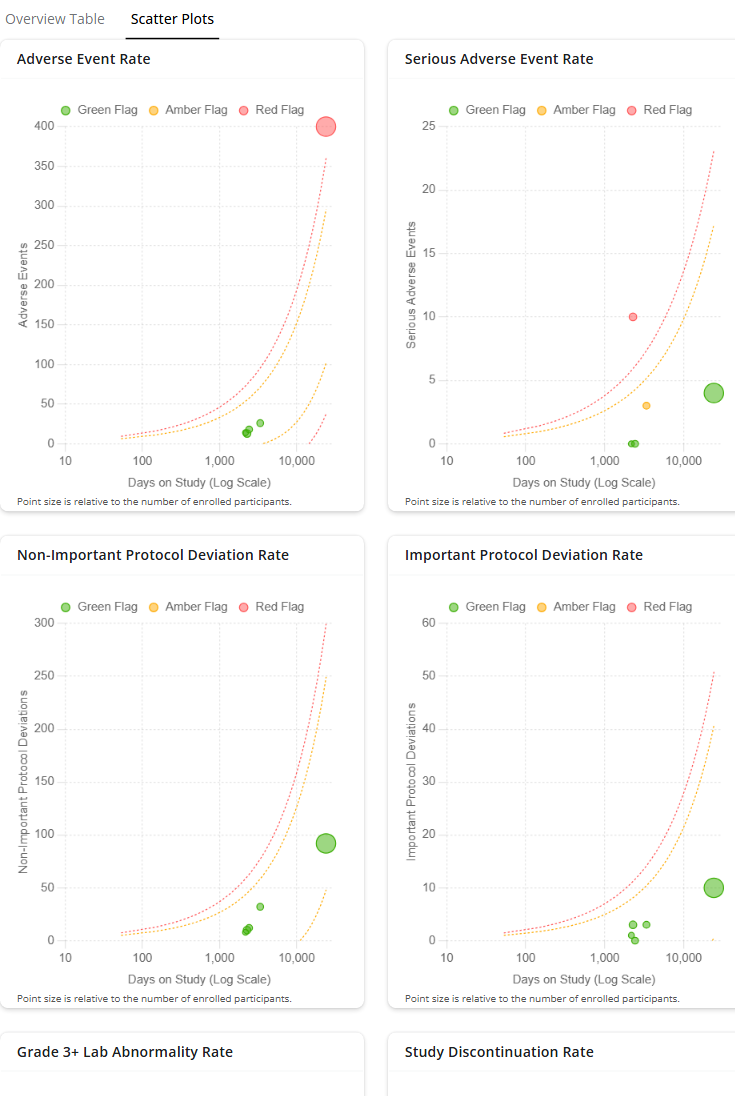 Overview Table Scatter Plots
Adverse Event Rate
Green Flag Amber Flag Red Flag
400
350
300
250
200
150
100
50
0
Adverse Events
10 100 1,000 10,000
Days on Study (Log Scale)
Point size is relative to the number of enrolled participants.
Serious Adverse Event Rate
Green Flag Amber Flag Red Flag
25
20
15
10
5
0
Serious Adverse Events
10 100 1,000 10,000
Days on Study (Log Scale)
Point size is relative to the number of enrolled participants.
Non-Important Protocol Deviation Rate
Green Flag Amber Flag Red Flag
300
250
200
150
100
50
0
Non-Important Protocol Deviations
10 100 1,000 10,000
Days on Study (Log Scale)
Point size is relative to the number of enrolled participants.
Important Protocol Deviation Rate
Green Flag Amber Flag Red Flag
60
50
40
30
20
10
0
Important Protocol Deviations
10 100 1,000 10,000
Days on Study (Log Scale)
Point size is relative to the number of enrolled participants.
Grade 3+ Lab Abnormality Rate
Study Discontinuation Rate